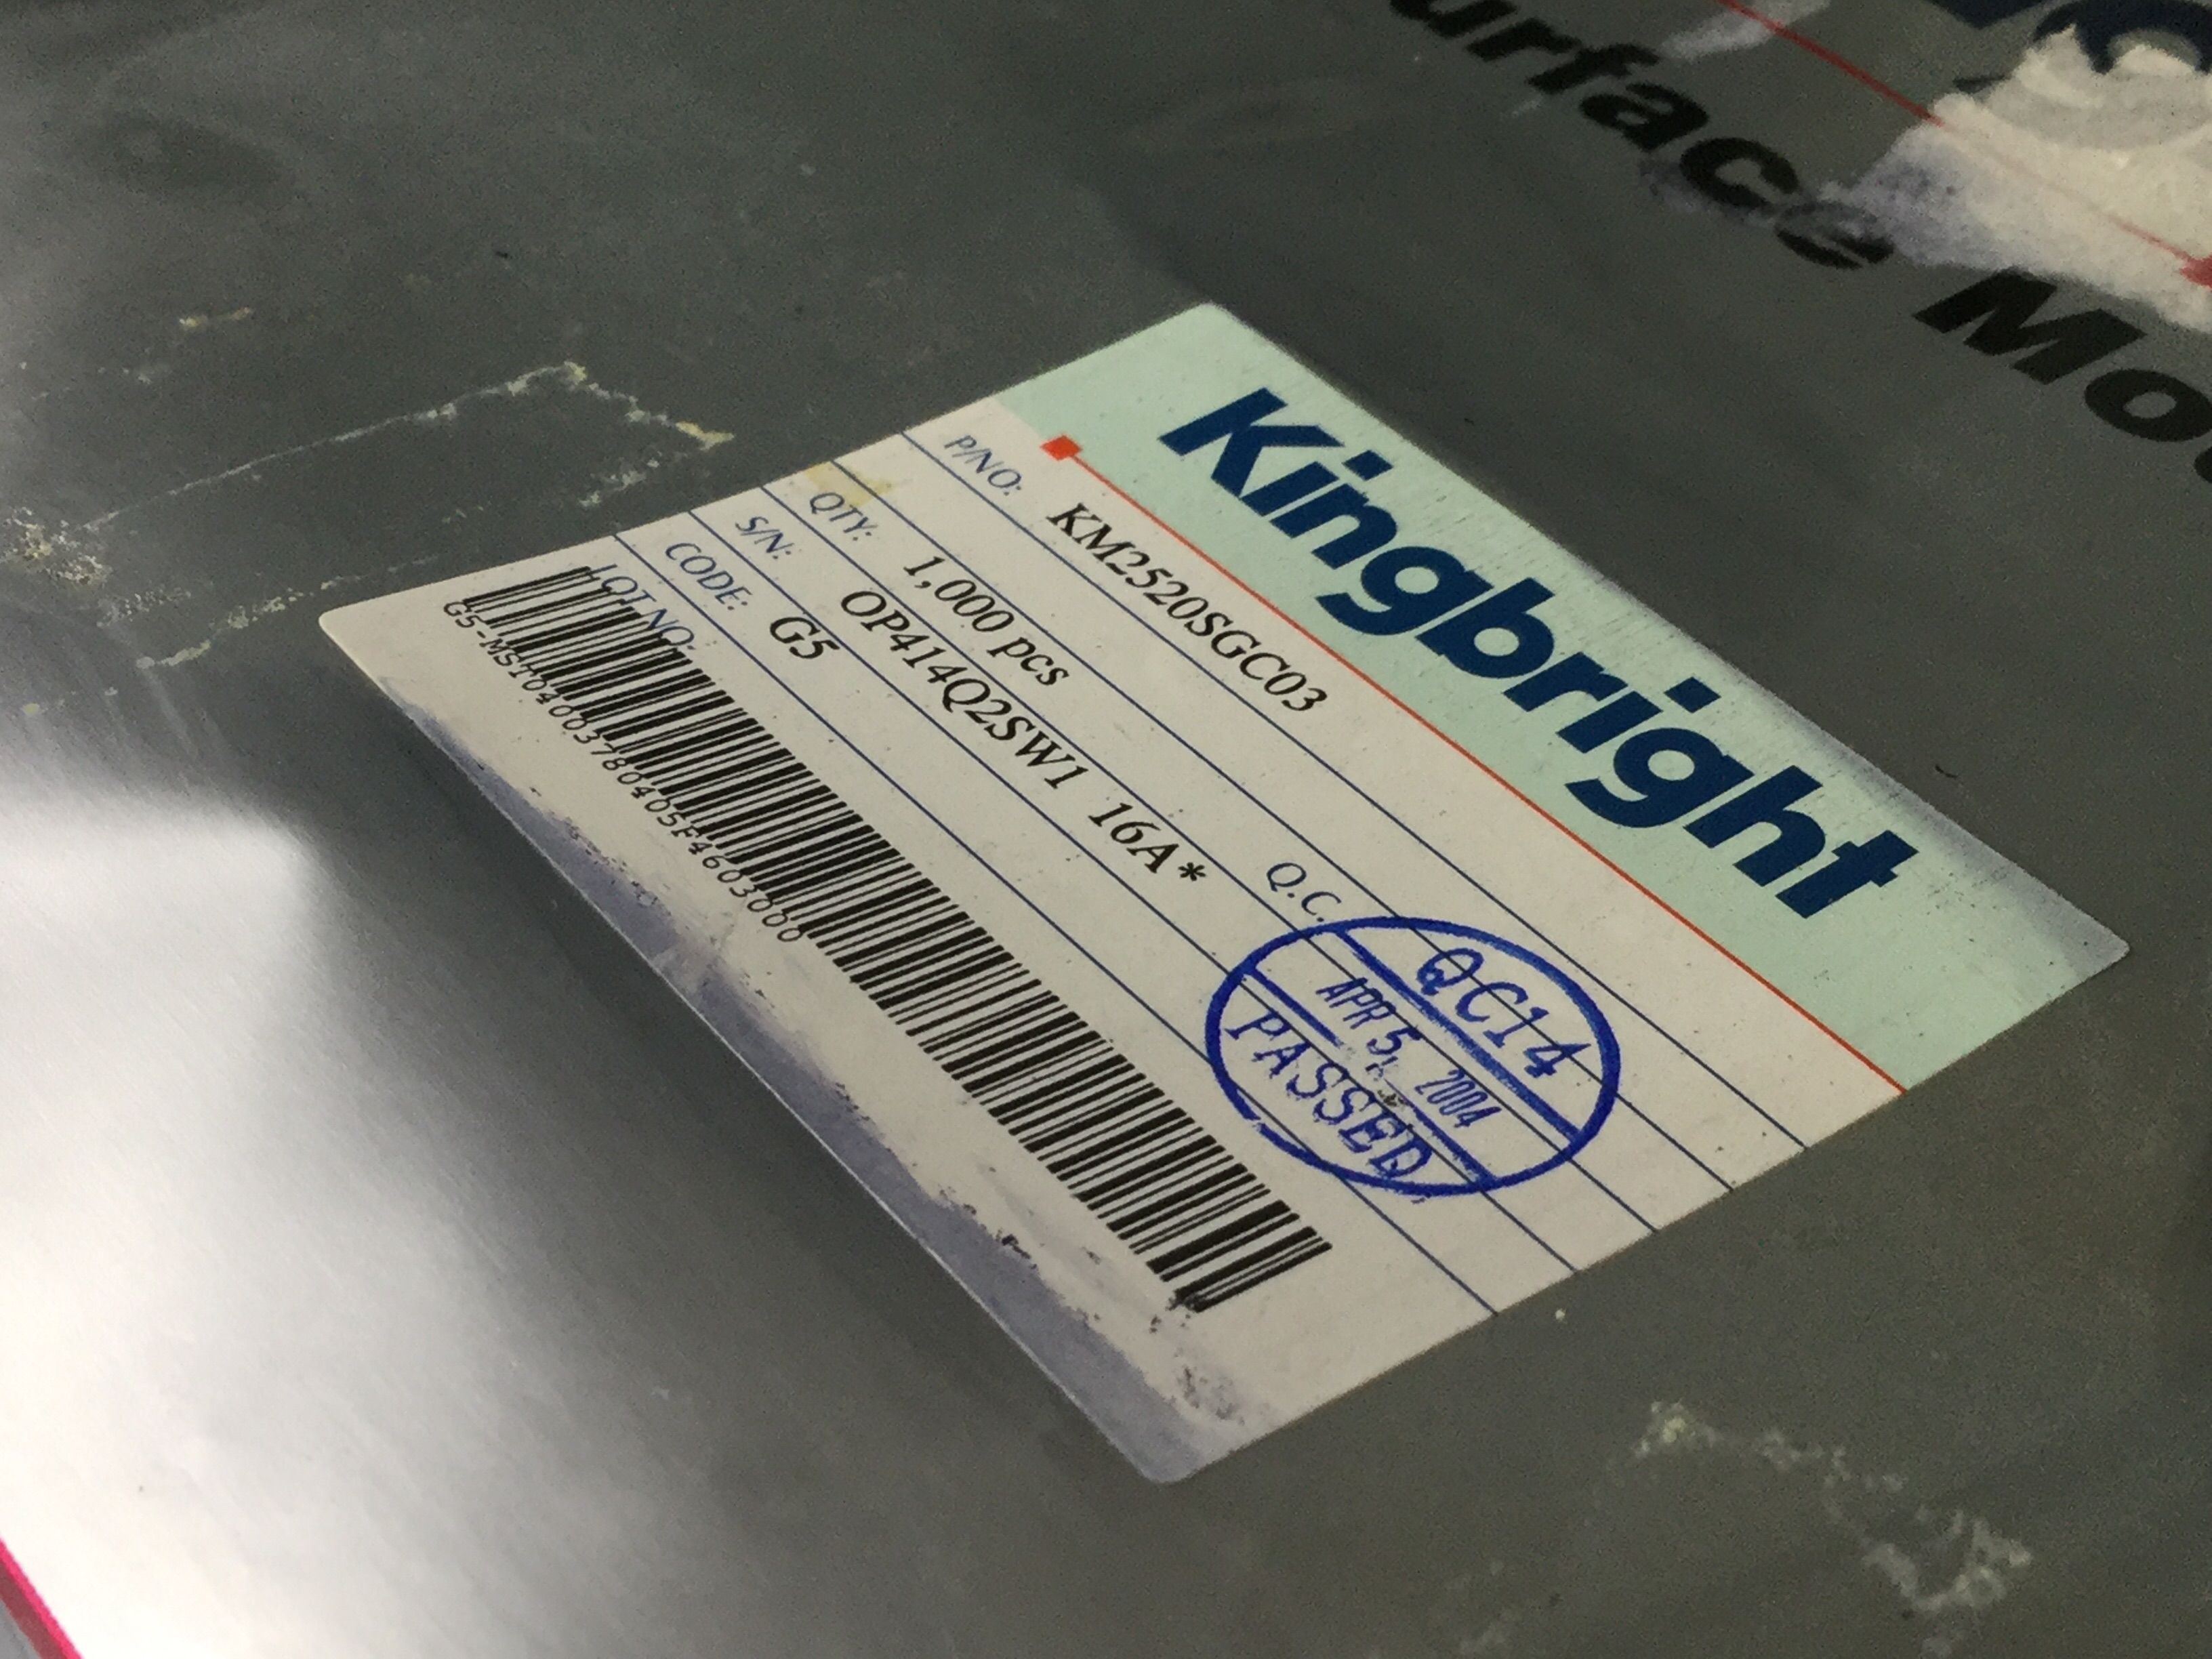 urface Mou
Kingbright
P/NO: KM2520SGC03
QTY: 1,000 pcs
S/N: OP414Q2SW1 16A*
Q.C.
CODE: G5
LOT NO.:
QC14
APR 5, 2004
PASSED